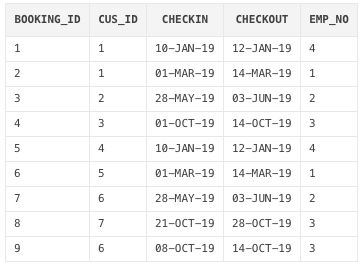 BOOKING_ID CUS_ID CHECKIN CHECKOUT EMP_NO
1 1 10-JAN-19 12-JAN-19 4
2 1 01-MAR-19 14-MAR-19 1
3 2 28-MAY-19 03-JUN-19 2
4 3 01-OCT-19 14-OCT-19 3
5 4 10-JAN-19 12-JAN-19 4
6 5 01-MAR-19 14-MAR-19 1
7 6 28-MAY-19 03-JUN-19 2
8 7 21-OCT-19 28-OCT-19 3
9 6 08-OCT-19 14-OCT-19 3